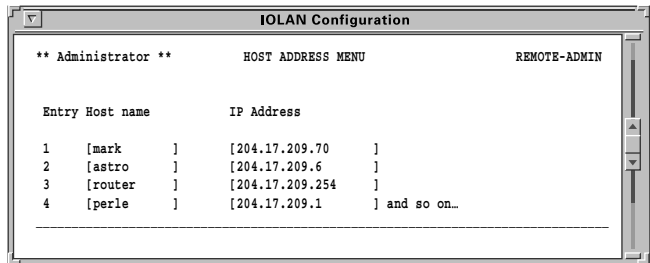 IOLAN Configuration
** Administrator ** HOST ADDRESS MENU REMOTE-ADMIN
Entry Host name IP Address
1 [mark ] [204.17.209.70 ]
2 [astro ] [204.17.209.6 ]
3 [router ] [204.17.209.254 ]
4 [perle ] [204.17.209.1 ] and so on…